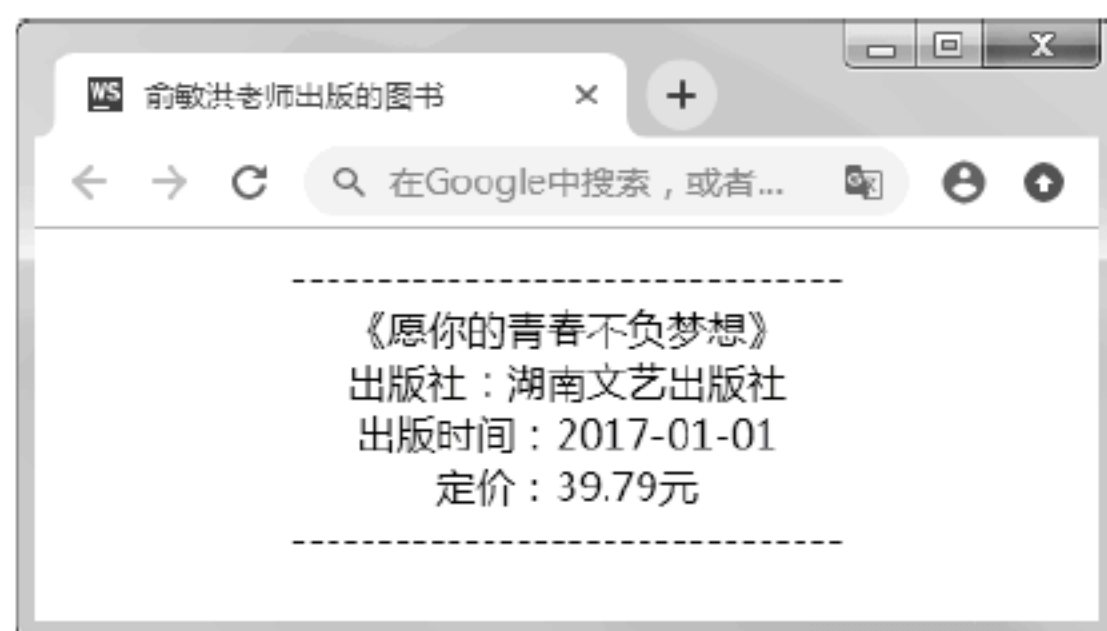 WS 俞敏洪老师出版的图书
在Google中搜索，或者...
--------------------------------
《愿你的青春不负梦想》
出版社：湖南文艺出版社
出版时间：2017-01-01
定价：39.79元
--------------------------------